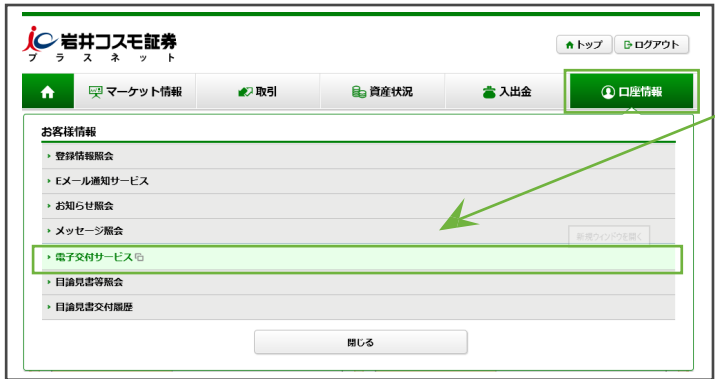 岩井コスモ証券
プラスネット
トップ ログアウト
マーケット情報 取引 資産状況 入出金 口座情報
お客様情報
登録情報照会
Eメール通知サービス
お知らせ照会
メッセージ照会
新規ウィンドウを開く
電子交付サービス
目論見書等照会
目論見書交付履歴
閉じる